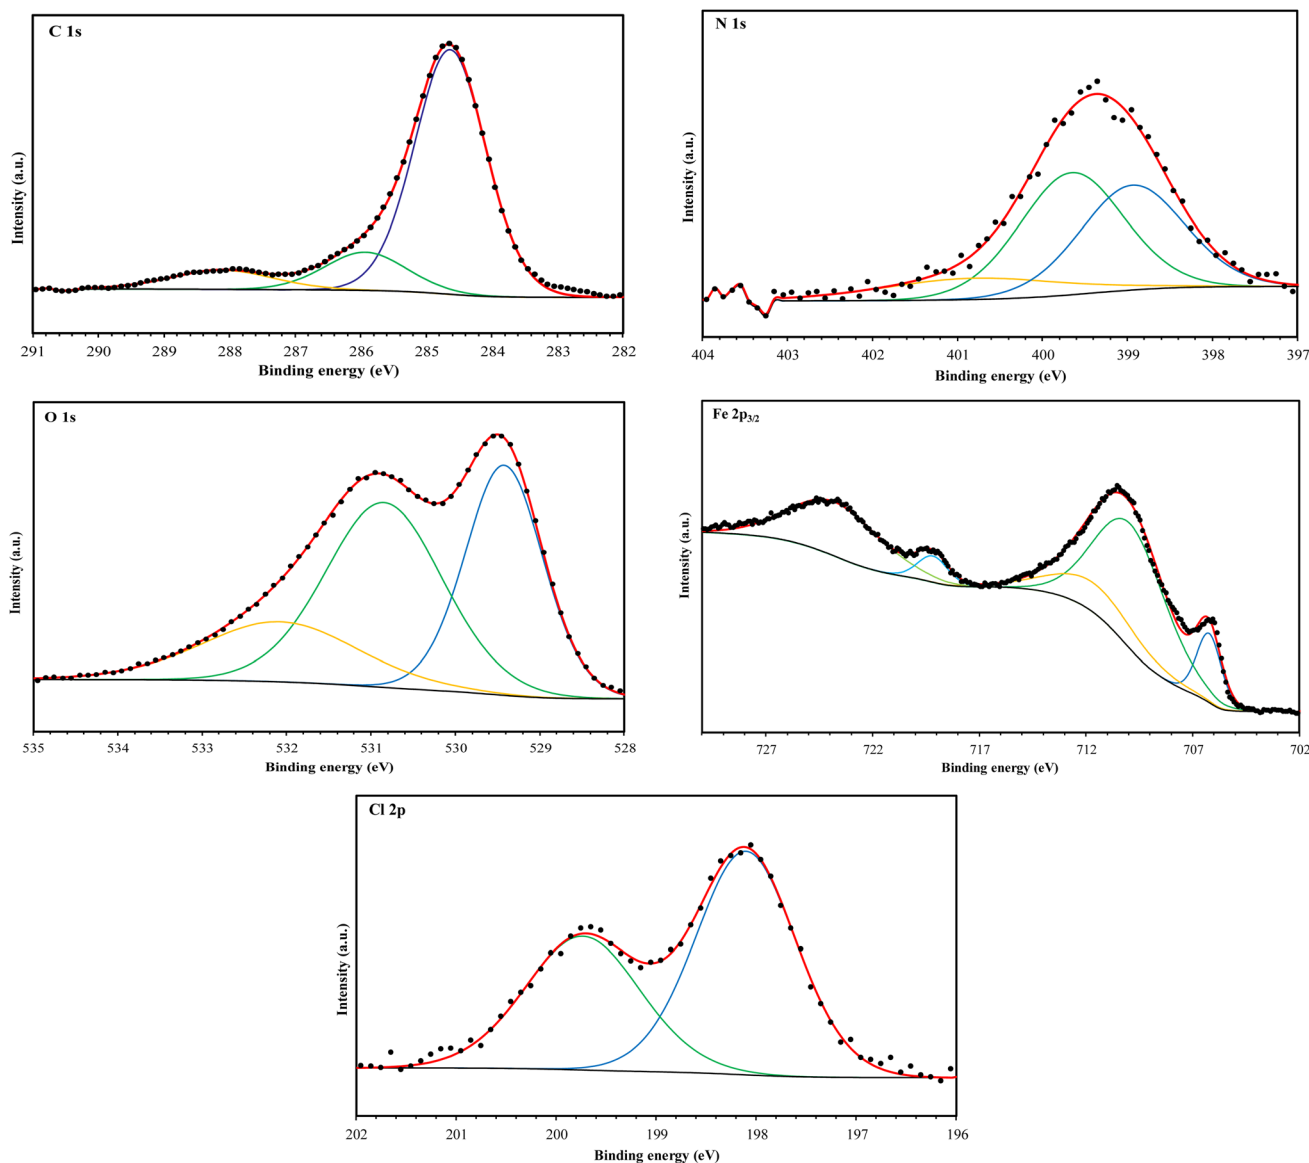 C 1s
Intensity (a.u.)
291 290 289 288 287 286 285 284 283 282
Binding energy (eV)
N 1s
Intensity (a.u.)
404 403 402 401 400 399 398 397
Binding energy (eV)
O 1s
Intensity (a.u.)
535 534 533 532 531 530 529 528
Binding energy (eV)
Fe 2p3/2
Intensity (a.u.)
727 722 717 712 707 702
Binding energy (eV)
Cl 2p
Intensity (a.u.)
202 201 200 199 198 197 196
Binding energy (eV)